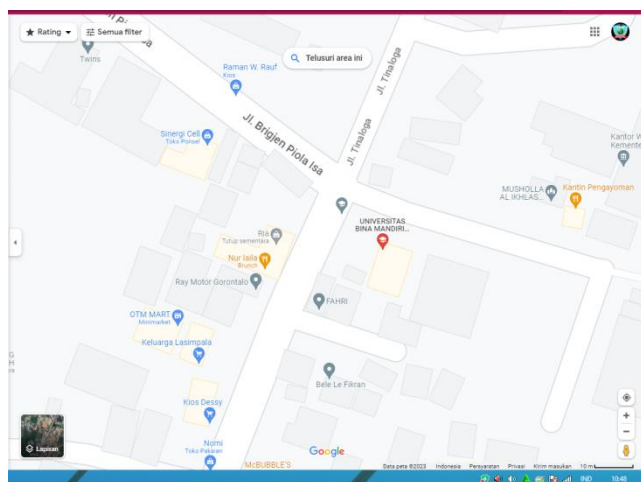 Rating
Semua filter
Telusuri area ini
Twins
Raman W. Rauf
Kios
Jl. Tinaloga
Jl. Brigjen Piola Isa
Jl. Tinaloga
Sinergi Cell
Toko Ponsel
Kantor W
Kemente
MUSHOLLA
AL IKHLAS...
Kantin Pengayoman
UNIVERSITAS
BINA MANDIRI...
Ria
Tutup sementara
Nur laila
Brunch
Ray Motor Gorontalo
FAHRI
OTM MART
Minimarket
Keluarga Lasimpala
Bele Le Fikran
Kios Dessy
Nomi
Toko Pakaian
McBUBBLE'S
Lapisan
Google
Data peta ©2023 Indonesia Persyaratan Privasi Kirim masukan 10 m
IND 10:48